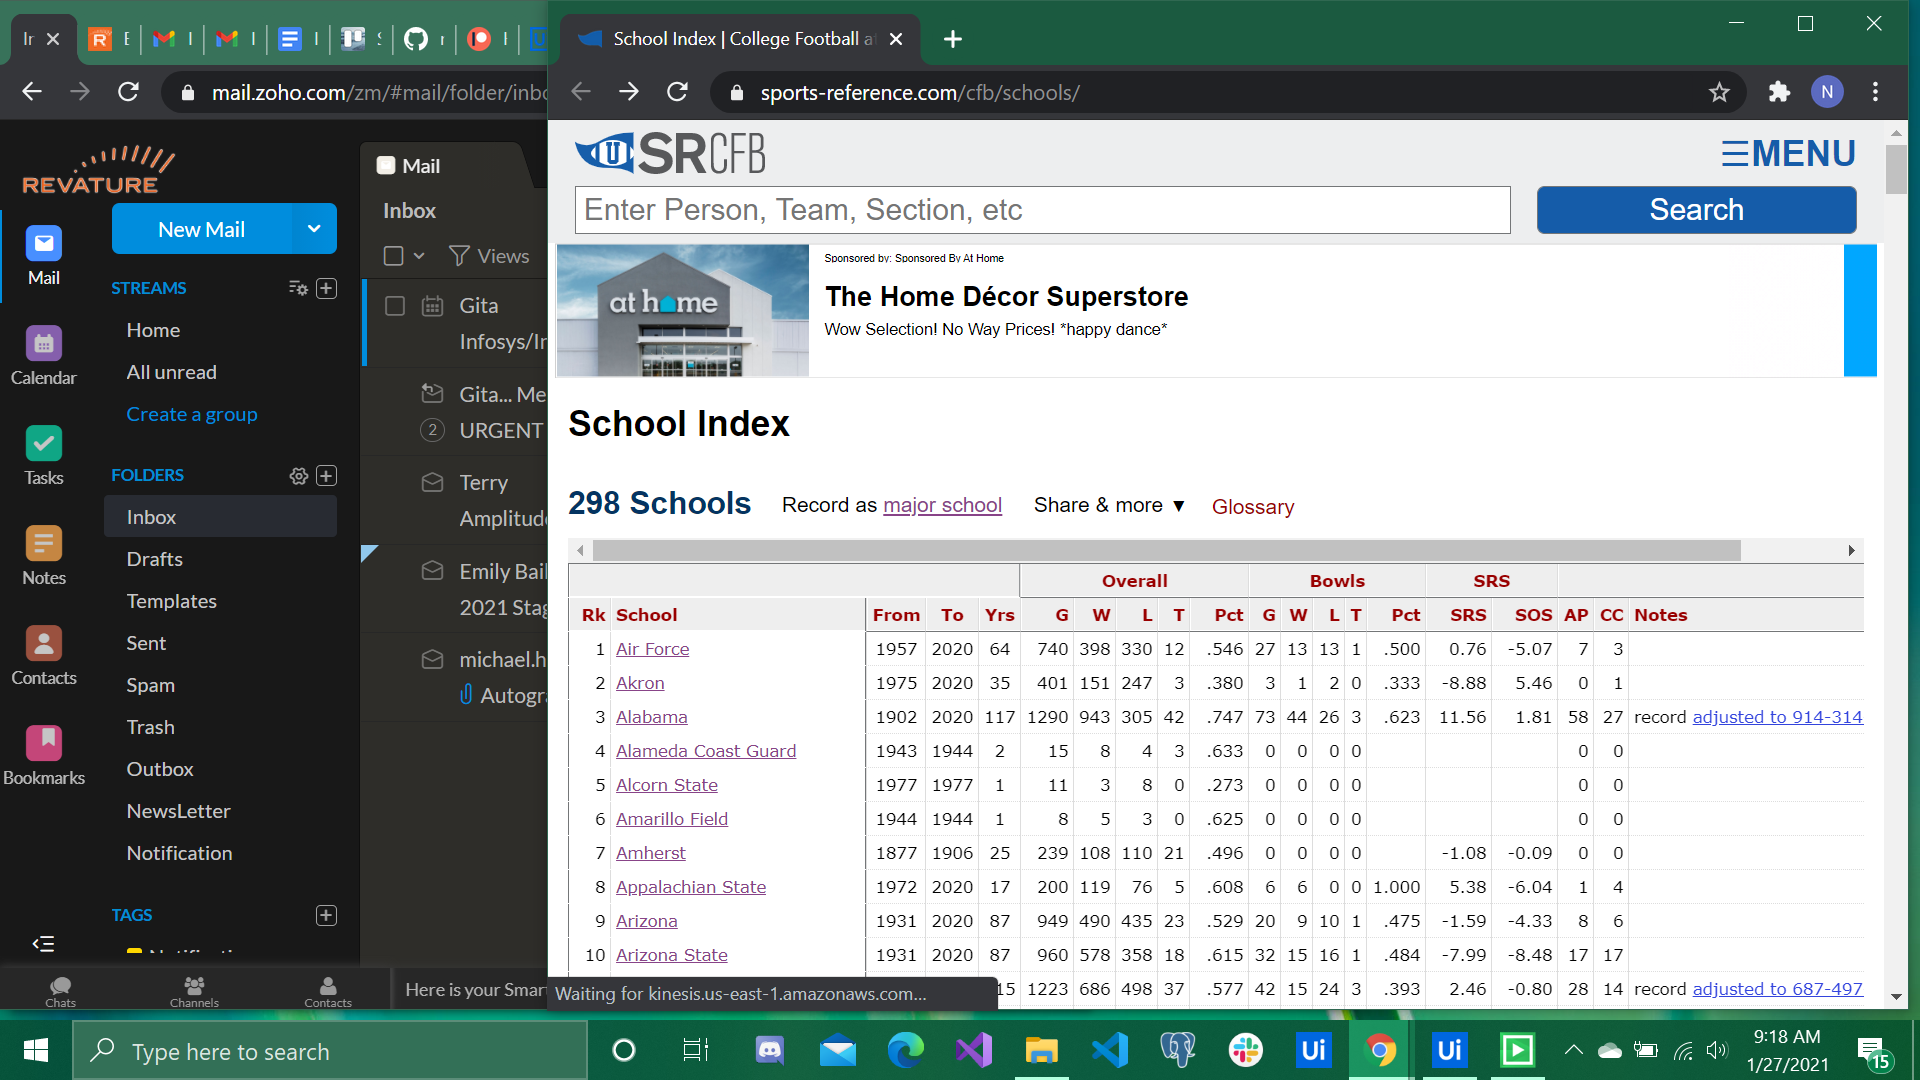 In
School Index | College Football a
mail.zoho.com/zm/#mail/folder/inbo
sports-reference.com/cfb/schools/
N
REVATURE
Mail
Calendar
Tasks
Notes
Contacts
Bookmarks
New Mail
STREAMS
Home
All unread
Create a group
FOLDERS
Inbox
Drafts
Templates
Sent
Spam
Trash
Outbox
NewsLetter
Notification
TAGS
Chats
Channels
Contacts
Mail
Inbox
Views
Gita
Infosys/In
Gita... Me
2 URGENT
Terry
Amplitude
Emily Bail
2021 Stag
michael.h
Autogra
Here is your Smart
U SRCFB
MENU
Enter Person, Team, Section, etc
Search
at home
Sponsored by: Sponsored By At Home
The Home Décor Superstore
Wow Selection! No Way Prices! *happy dance*
School Index
298 Schools Record as major school Share & more ▼ Glossary
Overall Bowls SRS
Rk School From To Yrs G W L T Pct G W L T Pct SRS SOS AP CC Notes
1 Air Force 1957 2020 64 740 398 330 12 .546 27 13 13 1 .500 0.76 -5.07 7 3
2 Akron 1975 2020 35 401 151 247 3 .380 3 1 2 0 .333 -8.88 5.46 0 1
3 Alabama 1902 2020 117 1290 943 305 42 .747 73 44 26 3 .623 11.56 1.81 58 27 record adjusted to 914-314
4 Alameda Coast Guard 1943 1944 2 15 8 4 3 .633 0 0 0 0 0 0
5 Alcorn State 1977 1977 1 11 3 8 0 .273 0 0 0 0 0 0
6 Amarillo Field 1944 1944 1 8 5 3 0 .625 0 0 0 0 0 0
7 Amherst 1877 1906 25 239 108 110 21 .496 0 0 0 0 -1.08 -0.09 0 0
8 Appalachian State 1972 2020 17 200 119 76 5 .608 6 6 0 0 1.000 5.38 -6.04 1 4
9 Arizona 1931 2020 87 949 490 435 23 .529 20 9 10 1 .475 -1.59 -4.33 8 6
10 Arizona State 1931 2020 87 960 578 358 18 .615 32 15 16 1 .484 -7.99 -8.48 17 17
15 1223 686 498 37 .577 42 15 24 3 .393 2.46 -0.80 28 14 record adjusted to 687-497
Waiting for kinesis.us-east-1.amazonaws.com...
Type here to search
Ui
Ui
9:18 AM
1/27/2021
15